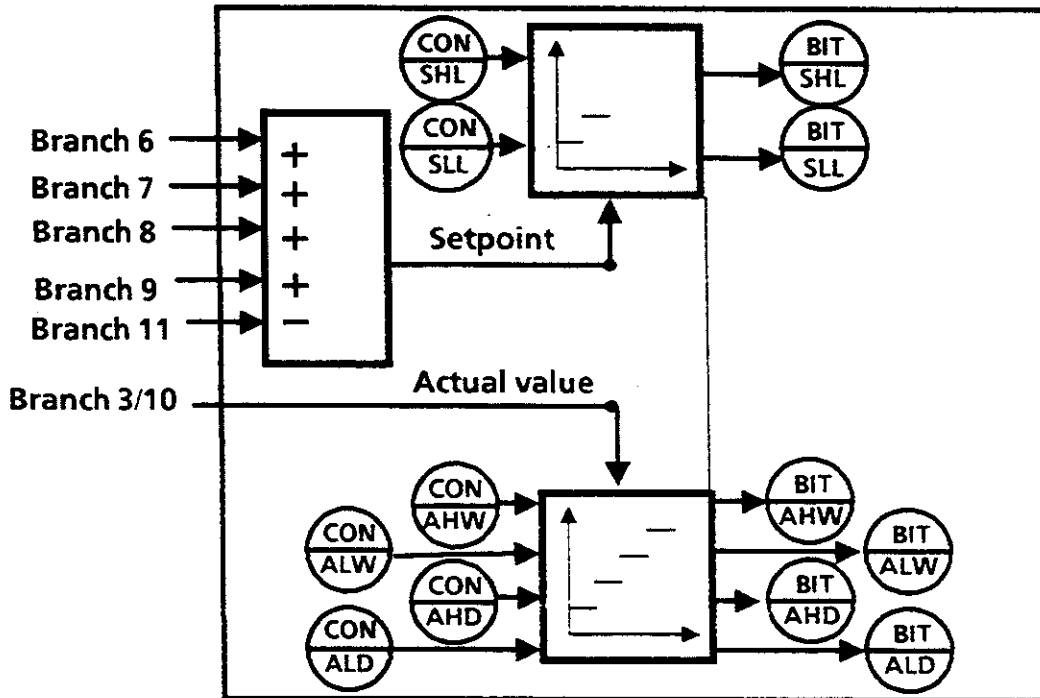 CON
SHL
BIT
SHL
CON
SLL
BIT
SLL
Branch 6
Branch 7
Branch 8
Branch 9
Branch 11
+
+
+
+
−
Setpoint
Branch 3/10
Actual value
CON
AHW
BIT
AHW
CON
ALW
BIT
ALW
CON
AHD
BIT
AHD
CON
ALD
BIT
ALD